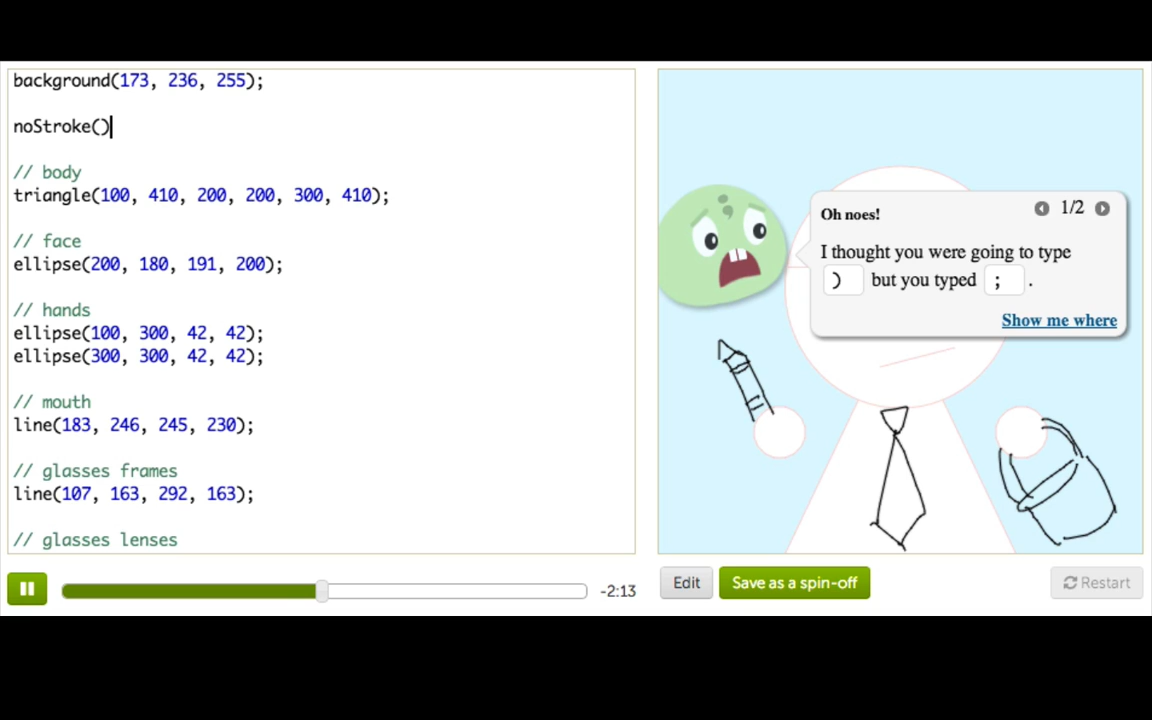 background(173, 236, 255);
noStroke()
// body
triangle(100, 410, 200, 200, 300, 410);
// face
ellipse(200, 180, 191, 200);
// hands
ellipse(100, 300, 42, 42);
ellipse(300, 300, 42, 42);
// mouth
line(183, 246, 245, 230);
// glasses frames
line(107, 163, 292, 163);
// glasses lenses
Oh noes!
1/2
I thought you were going to type
) but you typed ; .
Show me where
-2:13
Edit
Save as a spin-off
Restart